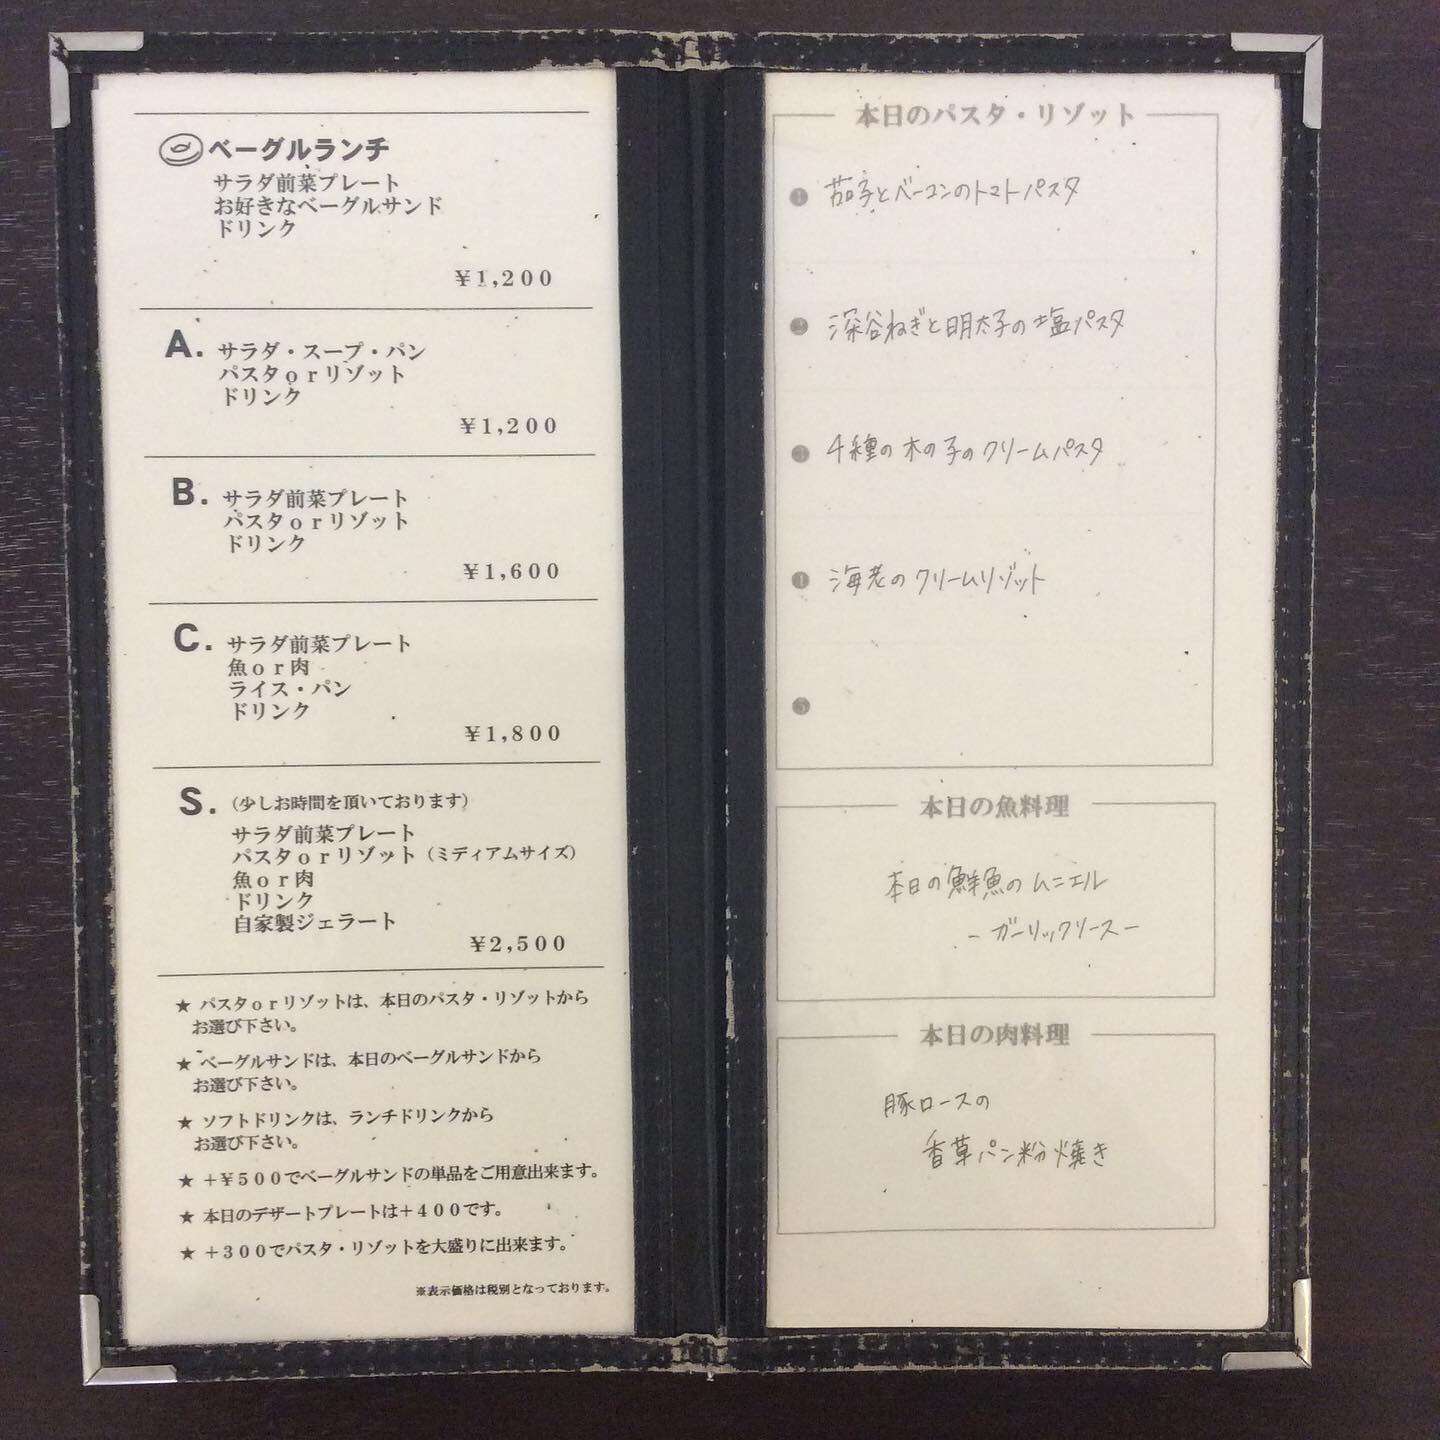 ベーグルランチ
サラダ前菜プレート
お好きなベーグルサンド
ドリンク
¥1,200
A. サラダ・スープ・パン
パスタorリゾット
ドリンク
¥1,200
B. サラダ前菜プレート
パスタorリゾット
ドリンク
¥1,600
C. サラダ前菜プレート
魚or肉
ライス・パン
ドリンク
¥1,800
S. (少しお時間を頂いております)
サラダ前菜プレート
パスタorリゾット(ミディアムサイズ)
魚or肉
ドリンク
自家製ジェラート
¥2,500
★ パスタorリゾットは、本日のパスタ・リゾットから
お選び下さい。
★ ベーグルサンドは、本日のベーグルサンドから
お選び下さい。
★ ソフトドリンクは、ランチドリンクから
お選び下さい。
★ +¥500でベーグルサンドの単品をご用意出来ます。
★ 本日のデザートプレートは+400です。
★ +300でパスタ・リゾットを大盛りに出来ます。
※表示価格は税別となっております。
本日のパスタ・リゾット
茄子とベーコンのトマトパスタ
深谷ねぎと明太子の塩パスタ
4種の木の子のクリームパスタ
海老のクリームリゾット
❺
本日の魚料理
本日の鮮魚のムニエル
-ガーリックソース-
本日の肉料理
豚ロースの
香草パン粉焼き